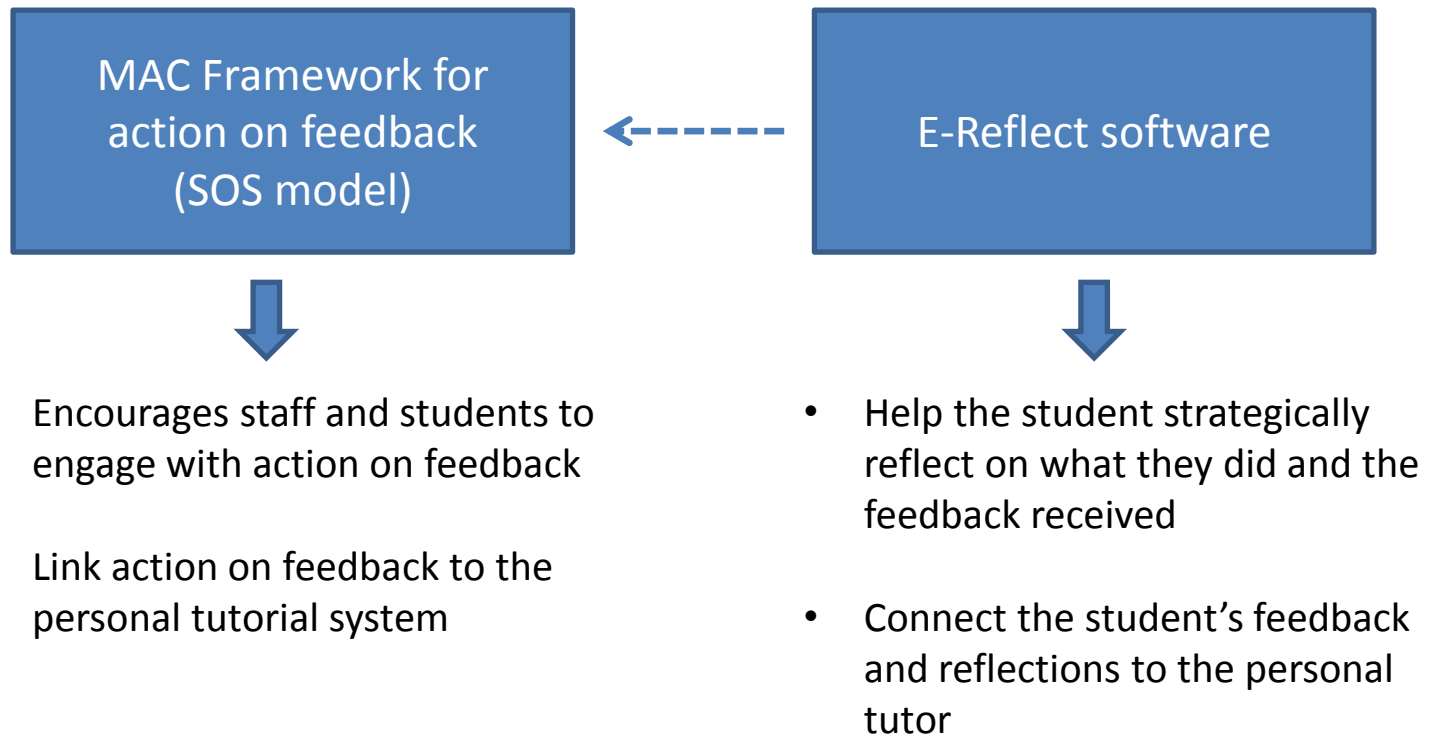 MAC Framework for
action on feedback
(SOS model)
E-Reflect software
Encourages staff and students to
engage with action on feedback
Link action on feedback to the
personal tutorial system
• Help the student strategically
reflect on what they did and the
feedback received
• Connect the student’s feedback
and reflections to the personal
tutor